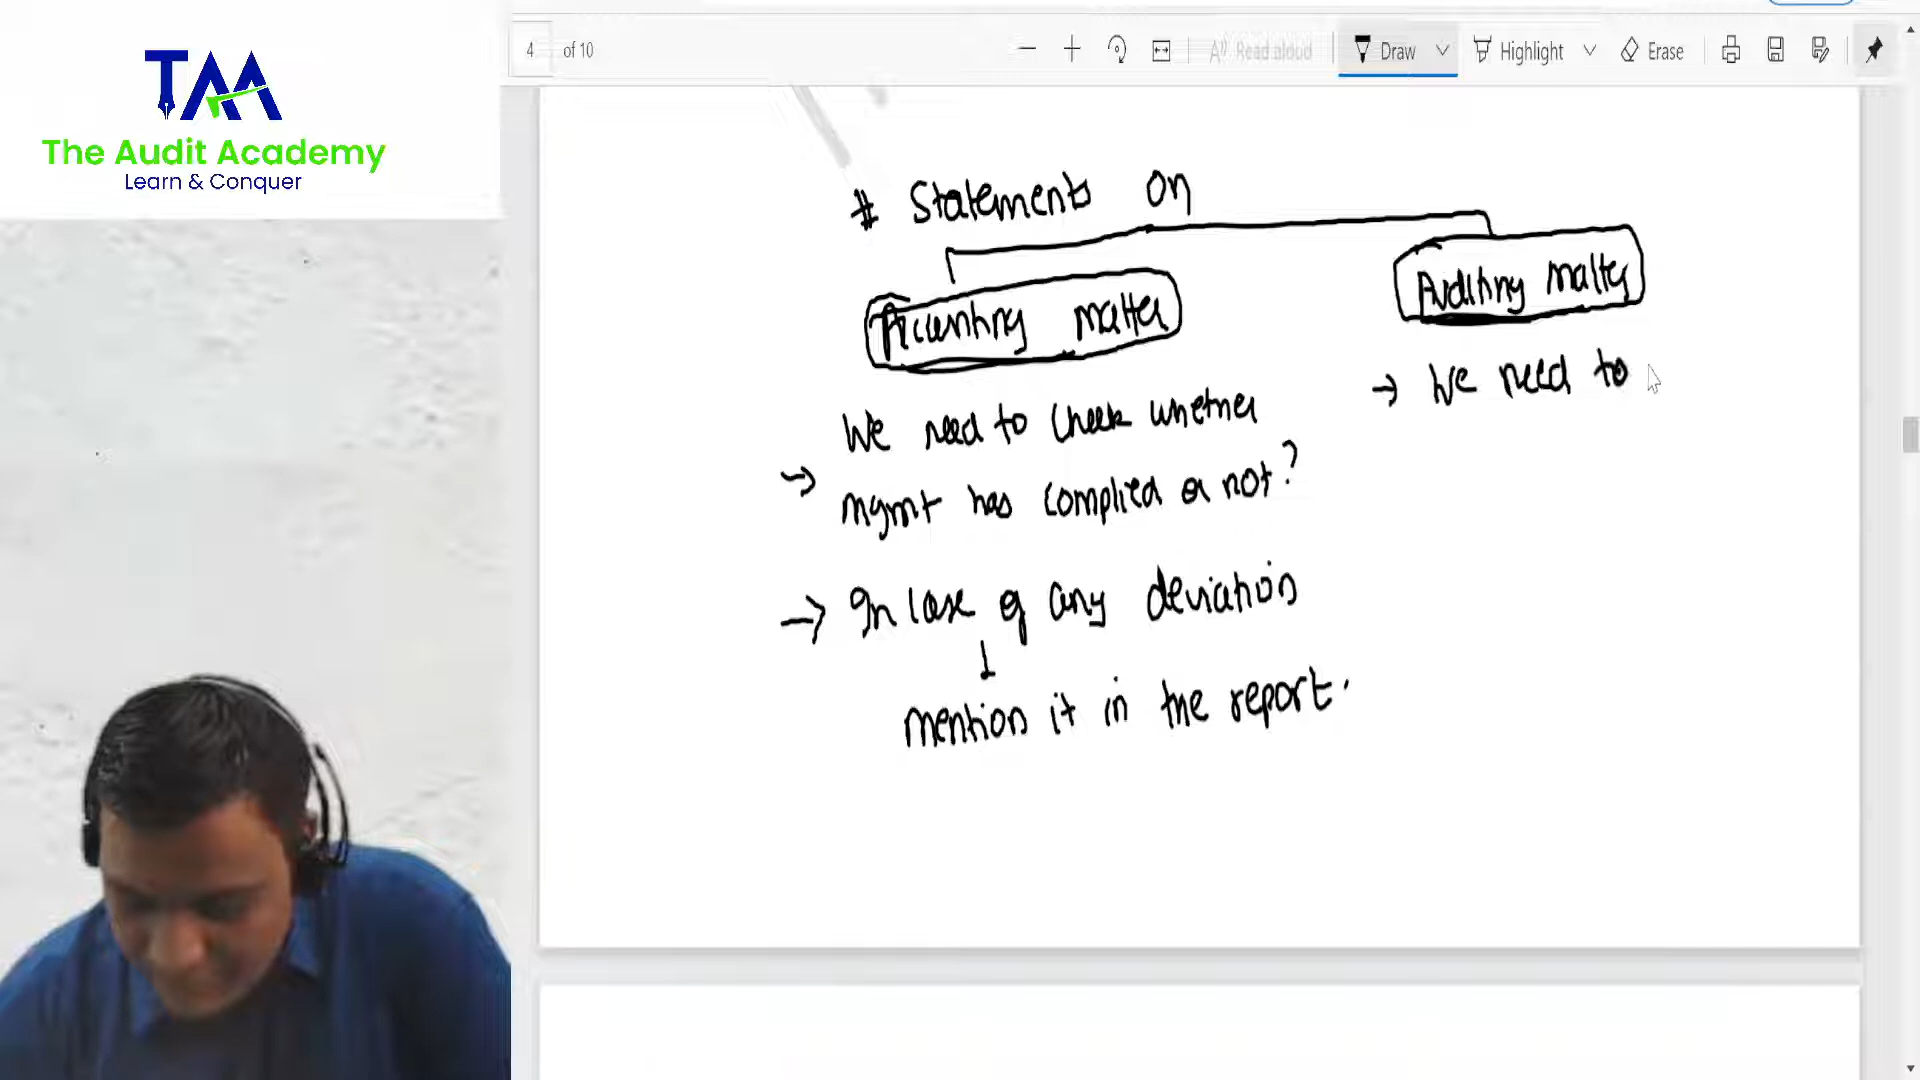 TAA
The Audit Academy
Learn & Conquer
4 of 10
Read aloud
Draw
Highlight
Erase
# Statements on
Accounting matter
Auditing matter
We need to check whether
→ mgmt has complied or not?
→ In case of any deviation
↓
mention it in the report.
→ We need to